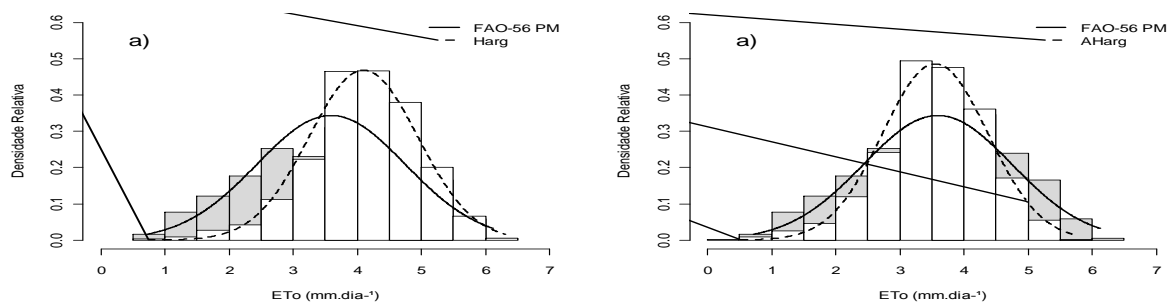 a)
FAO-56 PM
Harg
Densidade Relativa
0.6
0.5
0.4
0.3
0.2
0.1
0.0
0 1 2 3 4 5 6 7
ETo (mm.dia-¹)
a)
FAO-56 PM
AHarg
Densidade Relativa
0.6
0.5
0.4
0.3
0.2
0.1
0.0
0 1 2 3 4 5 6 7
ETo (mm.dia-¹)